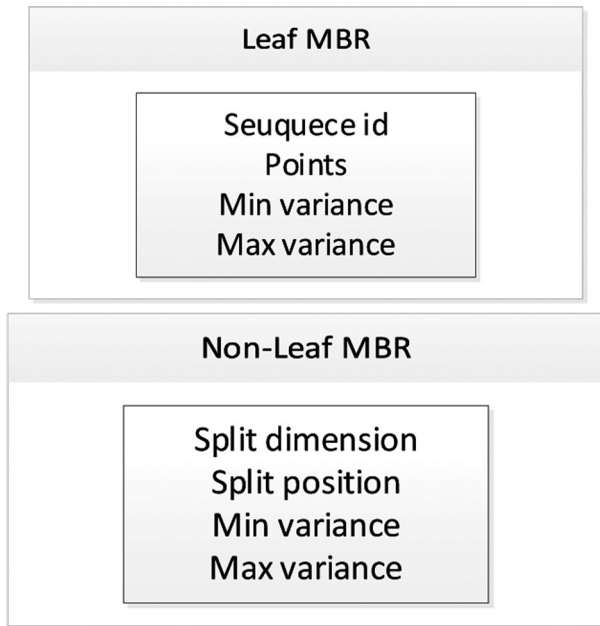 Leaf MBR
Seuquece id
Points
Min variance
Max variance
Non-Leaf MBR
Split dimension
Split position
Min variance
Max variance